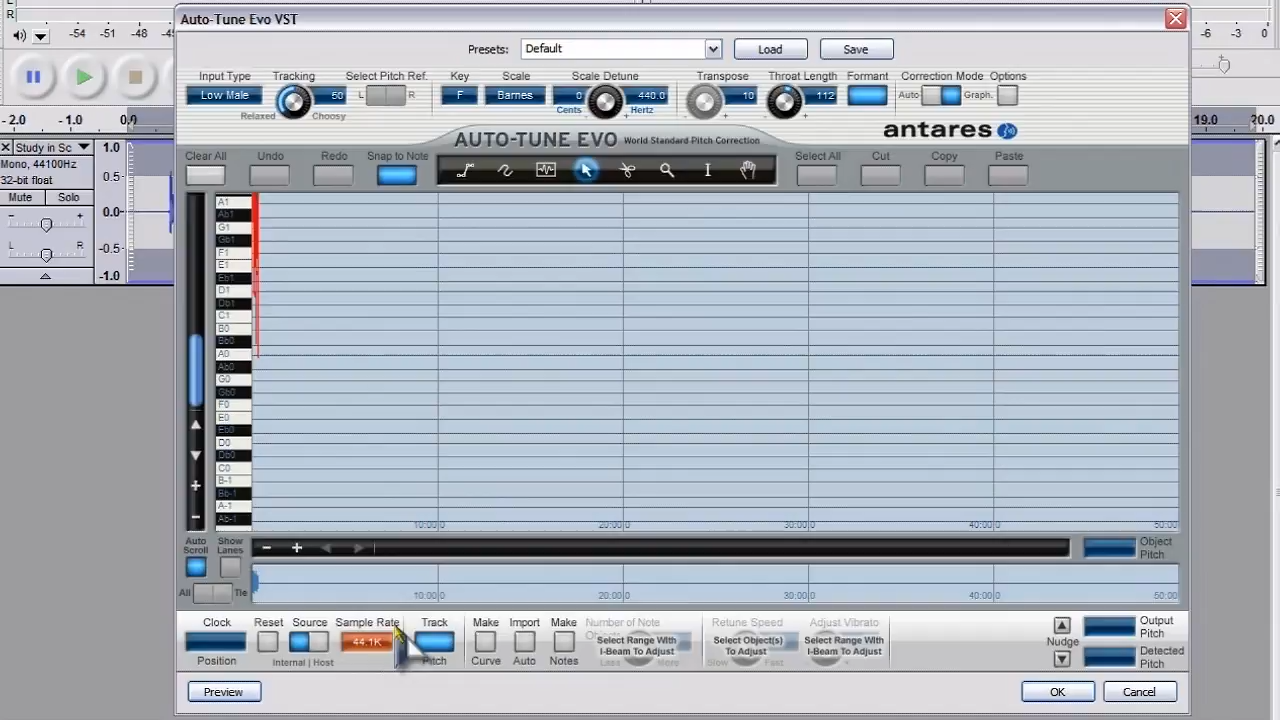 Auto-Tune Evo VST
Presets: Default Load Save
L
R
-54 -51 -48
-6 -3 0
Input Type Tracking Select Pitch Ref. Key Scale Scale Detune Transpose Throat Length Formant Correction Mode Options
Low Male 50 L R F Barnes 0 440.0 10 112 Auto Graph.
Relaxed Choosy Cents - + Hertz - + - +
-2.0 -1.0 0.0 19.0 20.0
AUTO-TUNE EVO World Standard Pitch Correction antares
Study in Sc 1.0
Mono, 44100Hz
32-bit float 0.5
Mute Solo
0.0
- +
L R -0.5
-1.0
Clear All Undo Redo Snap to Note Select All Cut Copy Paste
A1
Ab1
G1
Gb1
F1
E1
Eb1
D1
Db1
C1
B0
Bb0
A0
Ab0
G0
Gb0
F0
E0
Eb0
D0
Db0
C0
B-1
Bb-1
A-1
Ab-1
10:00:0 20:00:0 30:00:0 40:00:0 50:00:
Auto Scroll Show Lanes - + Object Pitch
All Tie
10:00:0 20:00:0 30:00:0 40:00:0 50:00:
Clock Reset Source Sample Rate Track Make Import Make Number of Note Retune Speed Adjust Vibrato Output Pitch
44.1K Select Range With I-Beam To Adjust Select Object(s) To Adjust Select Range With I-Beam To Adjust Nudge
Position Internal | Host Pitch Curve Auto Notes Less More Slow Fast Detected Pitch
Preview OK Cancel